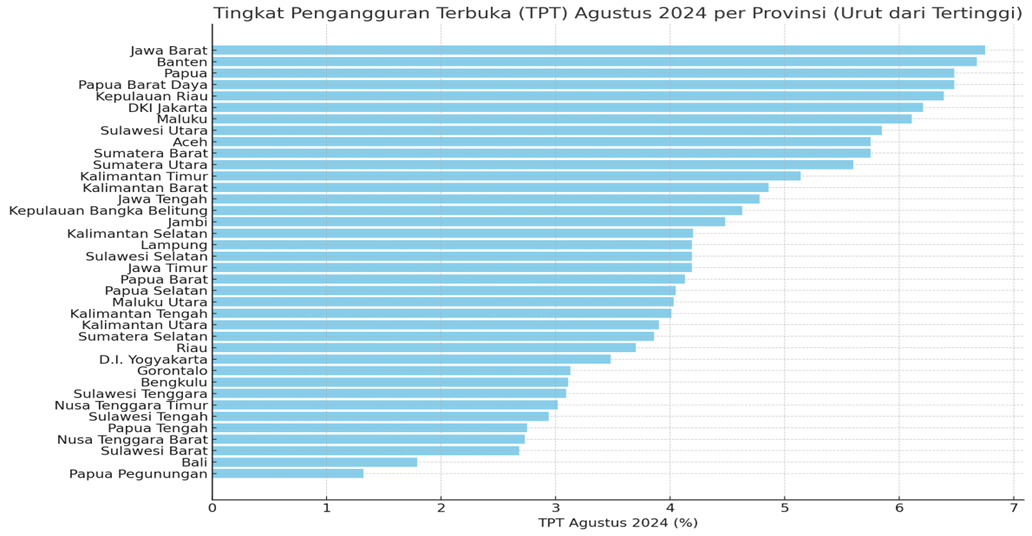 Tingkat Pengangguran Terbuka (TPT) Agustus 2024 per Provinsi (Urut dari Tertinggi)
Jawa Barat
Banten
Papua
Papua Barat Daya
Kepulauan Riau
DKI Jakarta
Maluku
Sulawesi Utara
Aceh
Sumatera Barat
Sumatera Utara
Kalimantan Timur
Kalimantan Barat
Jawa Tengah
Kepulauan Bangka Belitung
Jambi
Kalimantan Selatan
Lampung
Sulawesi Selatan
Jawa Timur
Papua Barat
Papua Selatan
Maluku Utara
Kalimantan Tengah
Kalimantan Utara
Sumatera Selatan
Riau
D.I. Yogyakarta
Gorontalo
Bengkulu
Sulawesi Tenggara
Nusa Tenggara Timur
Sulawesi Tengah
Papua Tengah
Nusa Tenggara Barat
Sulawesi Barat
Bali
Papua Pegunungan
0 1 2 3 4 5 6 7
TPT Agustus 2024 (%)